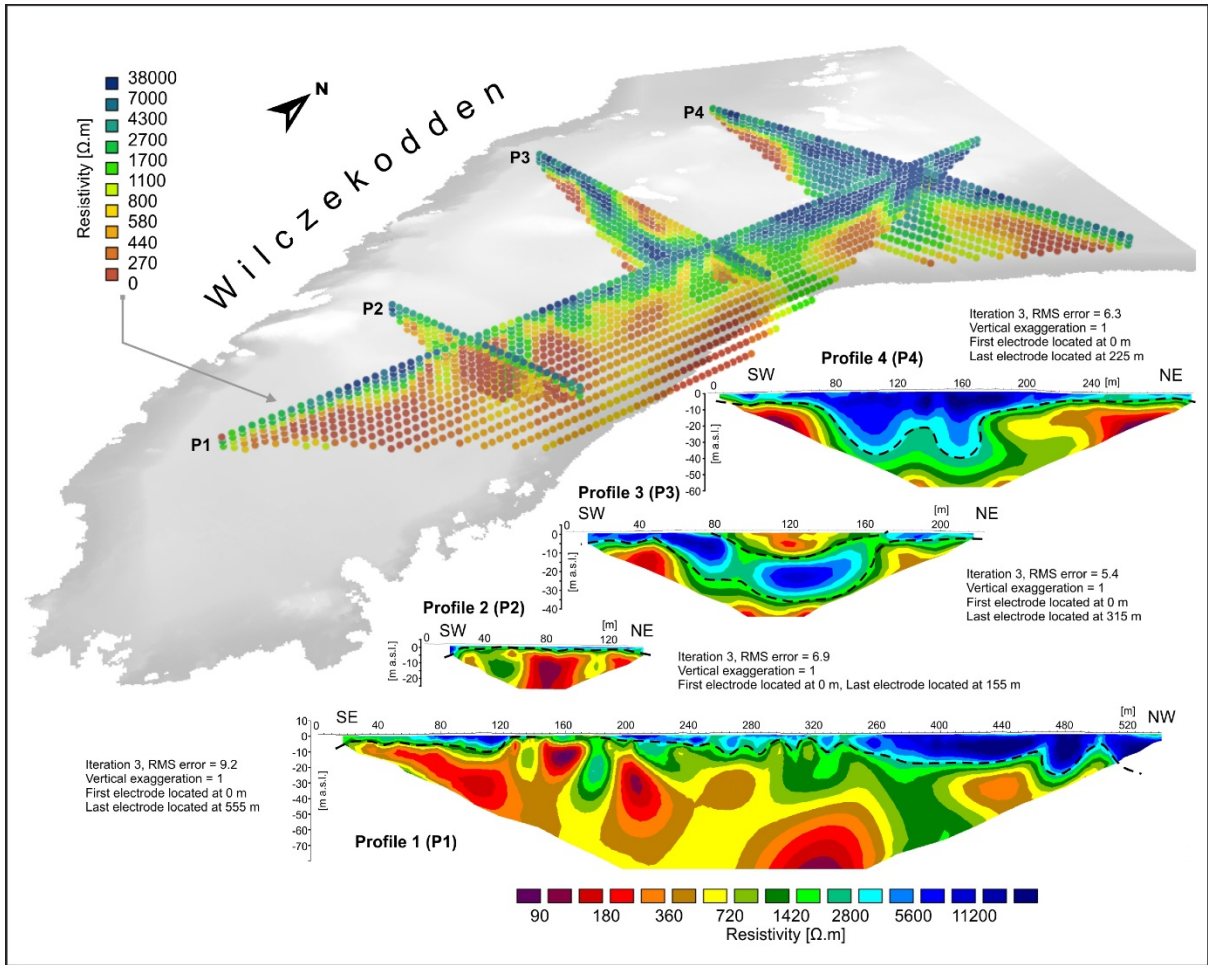 38000
7000
4300
2700
1700
1100
800
580
440
270
0
Resistivity [Ω.m]
N
Wilczekodden
P4
P3
P2
P1
Iteration 3, RMS error = 6.3
Vertical exaggeration = 1
First electrode located at 0 m
Last electrode located at 225 m
Profile 4 (P4)
SW NE
0 40 80 120 160 200 240 [m]
0
-10
-20
-30
-40
-50
-60
[m a.s.l.]
Profile 3 (P3)
SW NE
0 40 80 120 160 200 [m]
0
-10
-20
-30
-40
[m a.s.l.]
Iteration 3, RMS error = 5.4
Vertical exaggeration = 1
First electrode located at 0 m
Last electrode located at 315 m
Profile 2 (P2)
SW NE
0 40 80 120 [m]
0
-10
-20
[m a.s.l.]
Iteration 3, RMS error = 6.9
Vertical exaggeration = 1
First electrode located at 0 m, Last electrode located at 155 m
SE NW
0 40 80 120 160 200 240 280 320 260 400 440 480 520 [m]
10
0
-10
-20
-30
-40
-50
-60
-70
[m a.s.l.]
Iteration 3, RMS error = 9.2
Vertical exaggeration = 1
First electrode located at 0 m
Last electrode located at 555 m
Profile 1 (P1)
90 180 360 720 1420 2800 5600 11200
Resistivity [Ω.m]